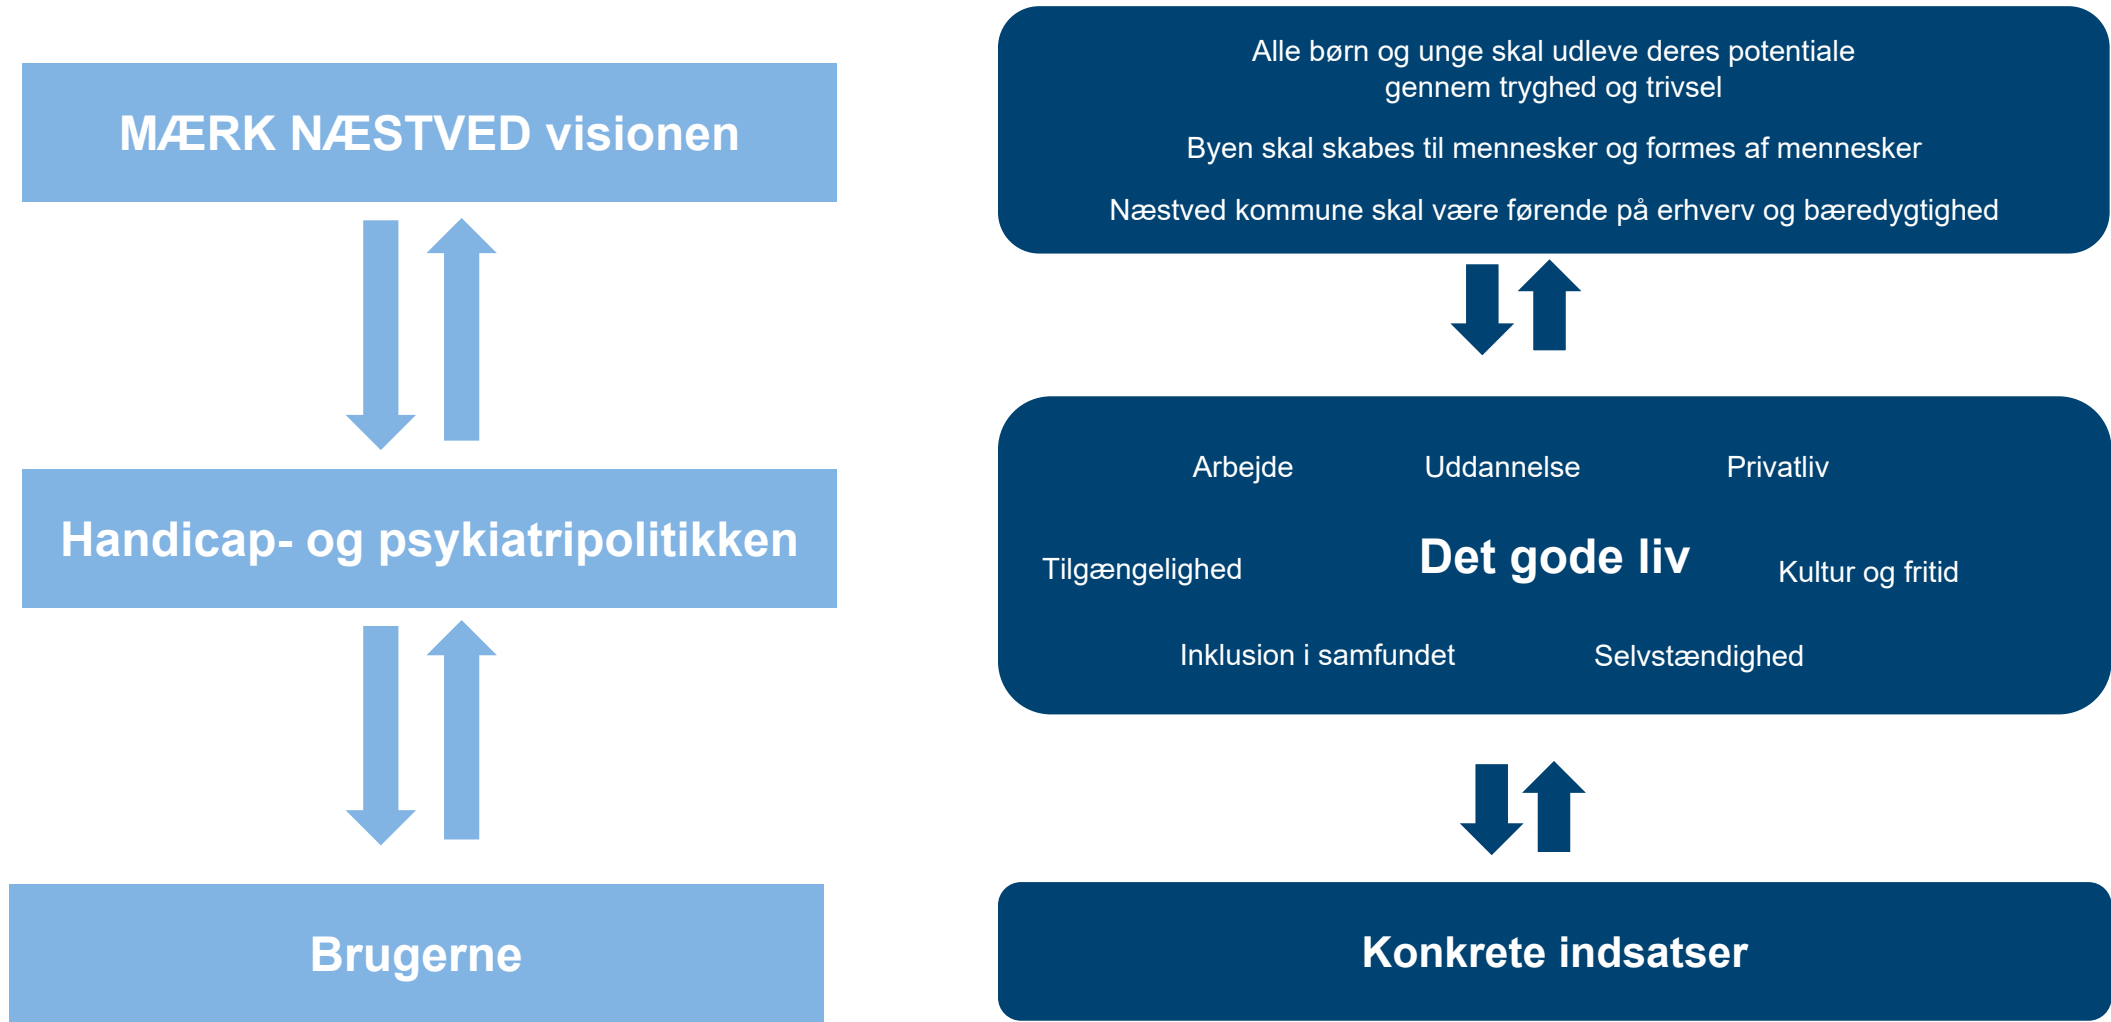 MÆRK NÆSTVED visionen
Handicap- og psykiatripolitikken
Brugerne
Alle børn og unge skal udleve deres potentiale
gennem tryghed og trivsel
Byen skal skabes til mennesker og formes af mennesker
Næstved kommune skal være førende på erhverv og bæredygtighed
Arbejde
Uddannelse
Privatliv
Tilgængelighed
Det gode liv
Kultur og fritid
Inklusion i samfundet
Selvstændighed
Konkrete indsatser